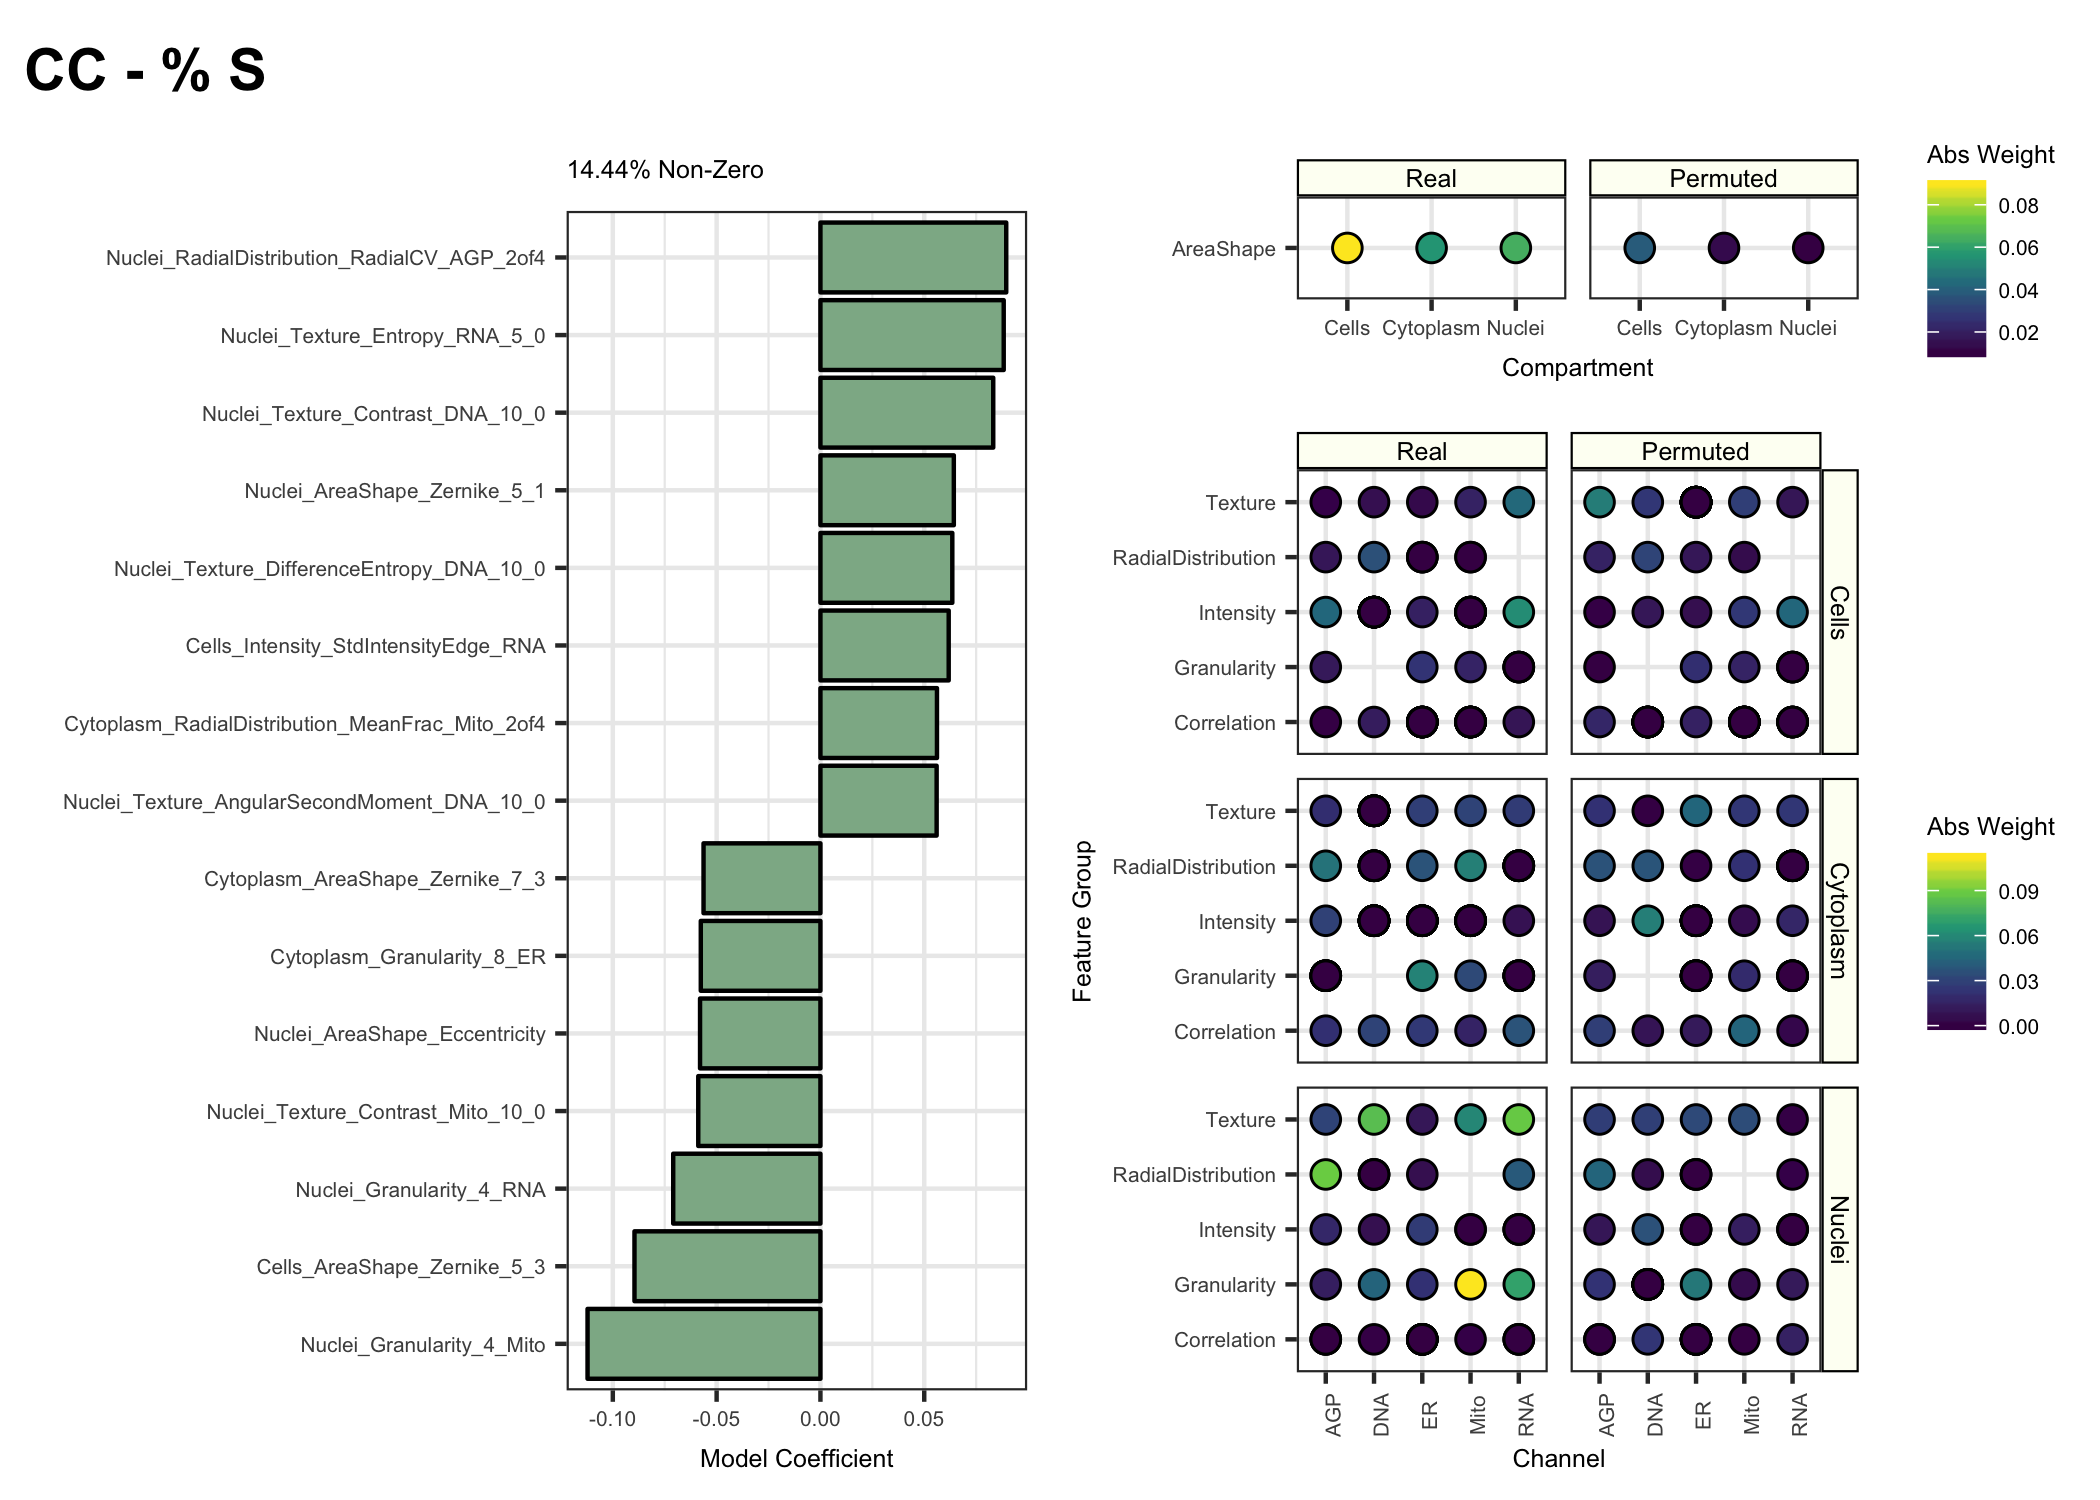 CC - % S
14.44% Non-Zero
Nuclei_RadialDistribution_RadialCV_AGP_2of4
Nuclei_Texture_Entropy_RNA_5_0
Nuclei_Texture_Contrast_DNA_10_0
Nuclei_AreaShape_Zernike_5_1
Nuclei_Texture_DifferenceEntropy_DNA_10_0
Cells_Intensity_StdIntensityEdge_RNA
Cytoplasm_RadialDistribution_MeanFrac_Mito_2of4
Nuclei_Texture_AngularSecondMoment_DNA_10_0
Cytoplasm_AreaShape_Zernike_7_3
Cytoplasm_Granularity_8_ER
Nuclei_AreaShape_Eccentricity
Nuclei_Texture_Contrast_Mito_10_0
Nuclei_Granularity_4_RNA
Cells_AreaShape_Zernike_5_3
Nuclei_Granularity_4_Mito
-0.10 -0.05 0.00 0.05
Model Coefficient
Real Permuted
AreaShape
Cells Cytoplasm Nuclei Cells Cytoplasm Nuclei
Compartment
Abs Weight
0.08
0.06
0.04
0.02
Real Permuted
Feature Group
Texture
RadialDistribution
Intensity
Granularity
Correlation
Cells
Texture
RadialDistribution
Intensity
Granularity
Correlation
Cytoplasm
Texture
RadialDistribution
Intensity
Granularity
Correlation
Nuclei
AGP DNA ER Mito RNA AGP DNA ER Mito RNA
Channel
Abs Weight
0.09
0.06
0.03
0.00